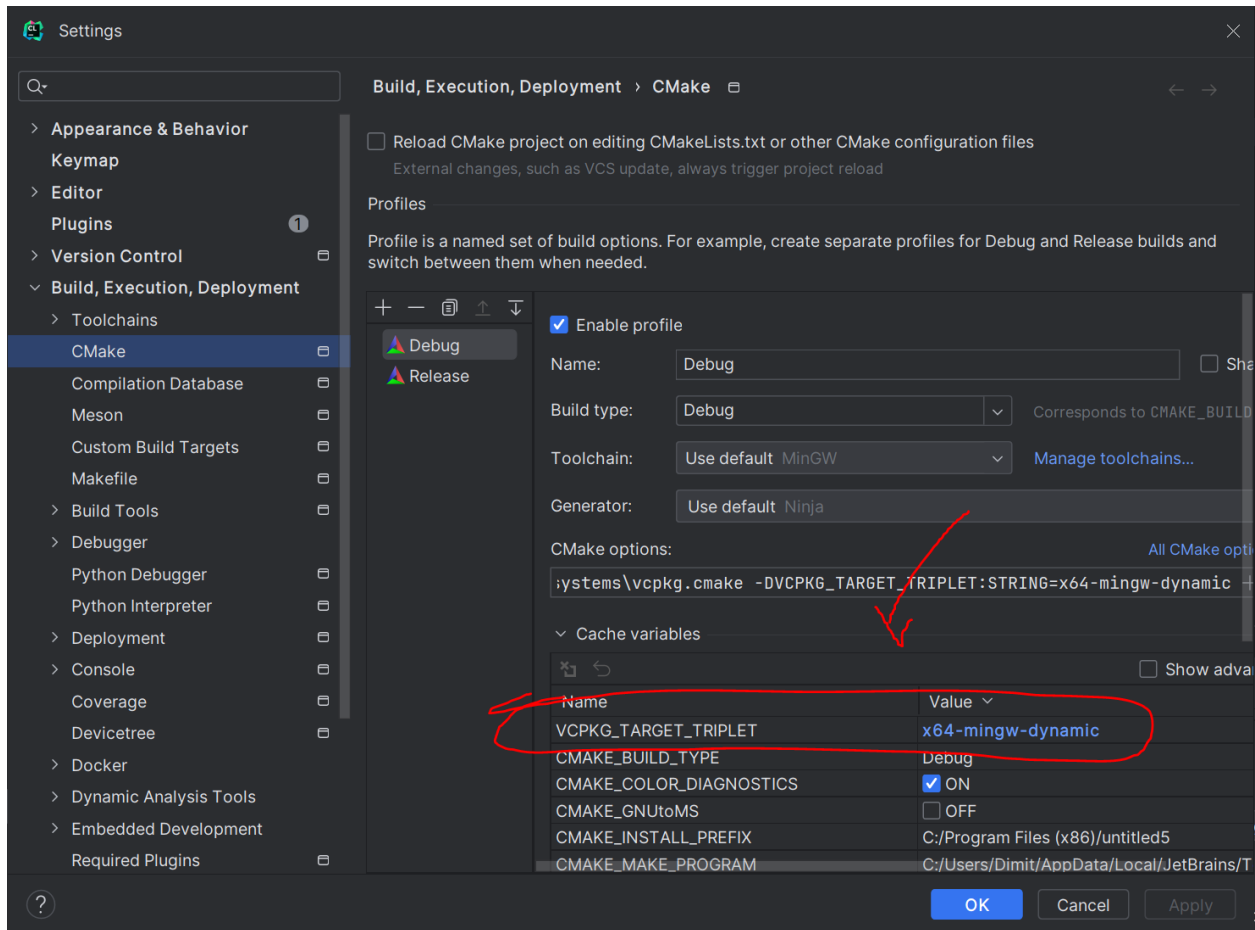 CL
Settings
Build, Execution, Deployment › CMake
Appearance & Behavior
Keymap
Editor
Plugins 1
Version Control
Build, Execution, Deployment
Toolchains
CMake
Compilation Database
Meson
Custom Build Targets
Makefile
Build Tools
Debugger
Python Debugger
Python Interpreter
Deployment
Console
Coverage
Devicetree
Docker
Dynamic Analysis Tools
Embedded Development
Required Plugins
?
Reload CMake project on editing CMakeLists.txt or other CMake configuration files
External changes, such as VCS update, always trigger project reload
Profiles
Profile is a named set of build options. For example, create separate profiles for Debug and Release builds and
switch between them when needed.
Debug
Release
Enable profile
Name: Debug Sha
Build type: Debug Corresponds to CMAKE_BUILD
Toolchain: Use default MinGW Manage toolchains...
Generator: Use default Ninja
CMake options: All CMake opti
ystems\vcpkg.cmake -DVCPKG_TARGET_TRIPLET:STRING=x64-mingw-dynamic
Cache variables
Show adva
Name Value
VCPKG_TARGET_TRIPLET x64-mingw-dynamic
CMAKE_BUILD_TYPE Debug
CMAKE_COLOR_DIAGNOSTICS ON
CMAKE_GNUtoMS OFF
CMAKE_INSTALL_PREFIX C:/Program Files (x86)/untitled5
CMAKE_MAKE_PROGRAM C:/Users/Dimit/AppData/Local/JetBrains/T
OK Cancel Apply